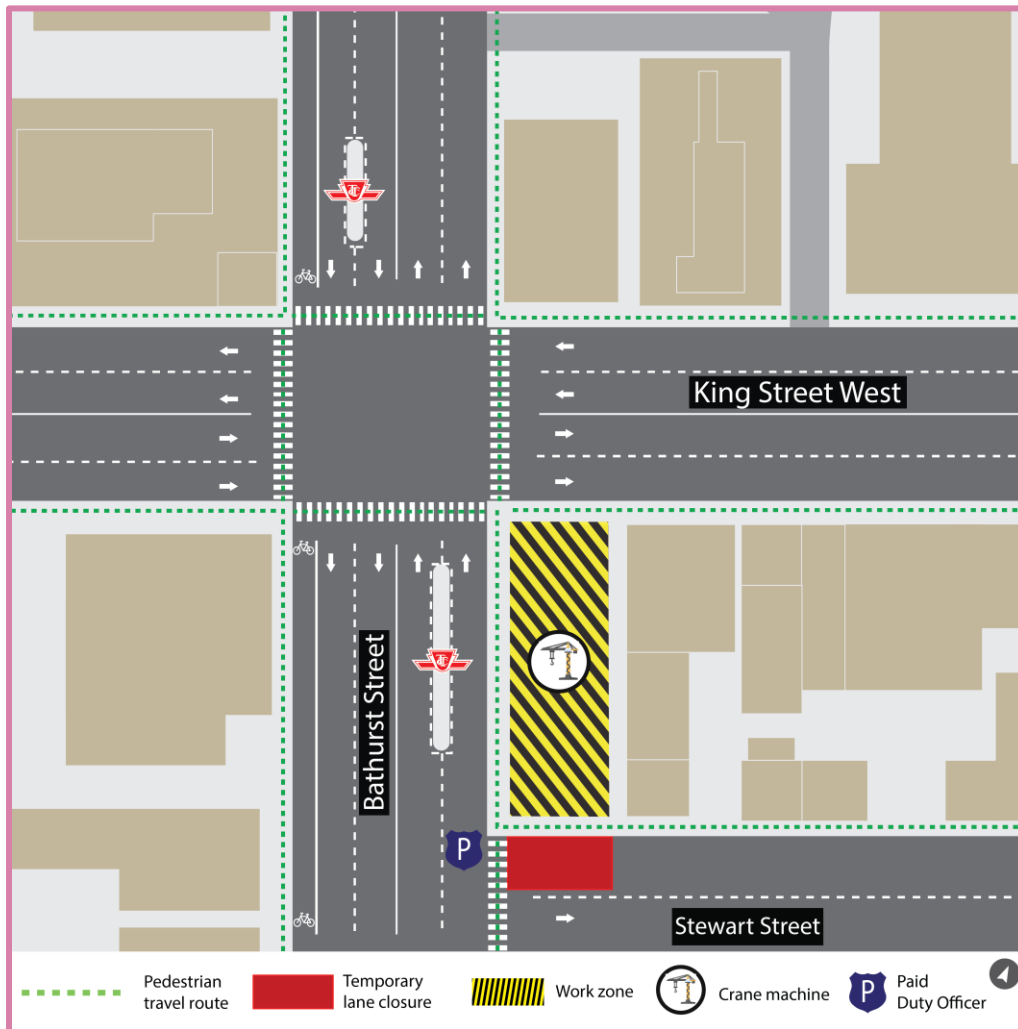 King Street West
Bathurst Street
P
Stewart Street
Pedestrian
travel route
Temporary
lane closure
Work zone
Crane machine
P
Paid
Duty Officer